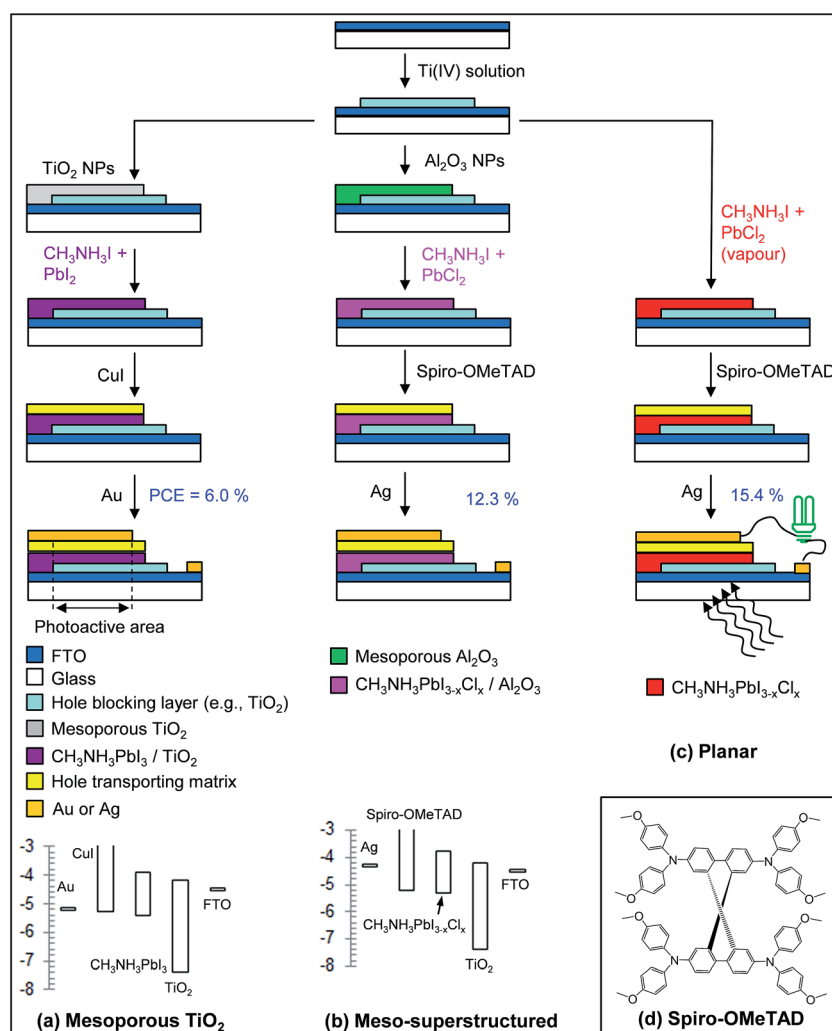 Ti(IV) solution
TiO₂ NPs
Al₂O₃ NPs
CH₃NH₃I +
PbI₂
CH₃NH₃I +
PbCl₂
CH₃NH₃I +
PbCl₂
(vapour)
CuI
Spiro-OMeTAD
Spiro-OMeTAD
Au
PCE = 6.0 %
Ag
12.3 %
Ag
15.4 %
Photoactive area
FTO
Glass
Hole blocking layer (e.g., TiO₂)
Mesoporous TiO₂
CH₃NH₃PbI₃ / TiO₂
Hole transporting matrix
Au or Ag
Mesoporous Al₂O₃
CH₃NH₃PbI₃₋ₓClₓ / Al₂O₃
CH₃NH₃PbI₃₋ₓClₓ
(c) Planar
-3
-4
-5
-6
-7
-8
CuI
Au
FTO
CH₃NH₃PbI₃
TiO₂
(a) Mesoporous TiO₂
-3
-4
-5
-6
-7
-8
Spiro-OMeTAD
Ag
FTO
CH₃NH₃PbI₃₋ₓClₓ
TiO₂
(b) Meso-superstructured
O
O
O
O
N
N
N
N
O
O
O
O
(d) Spiro-OMeTAD